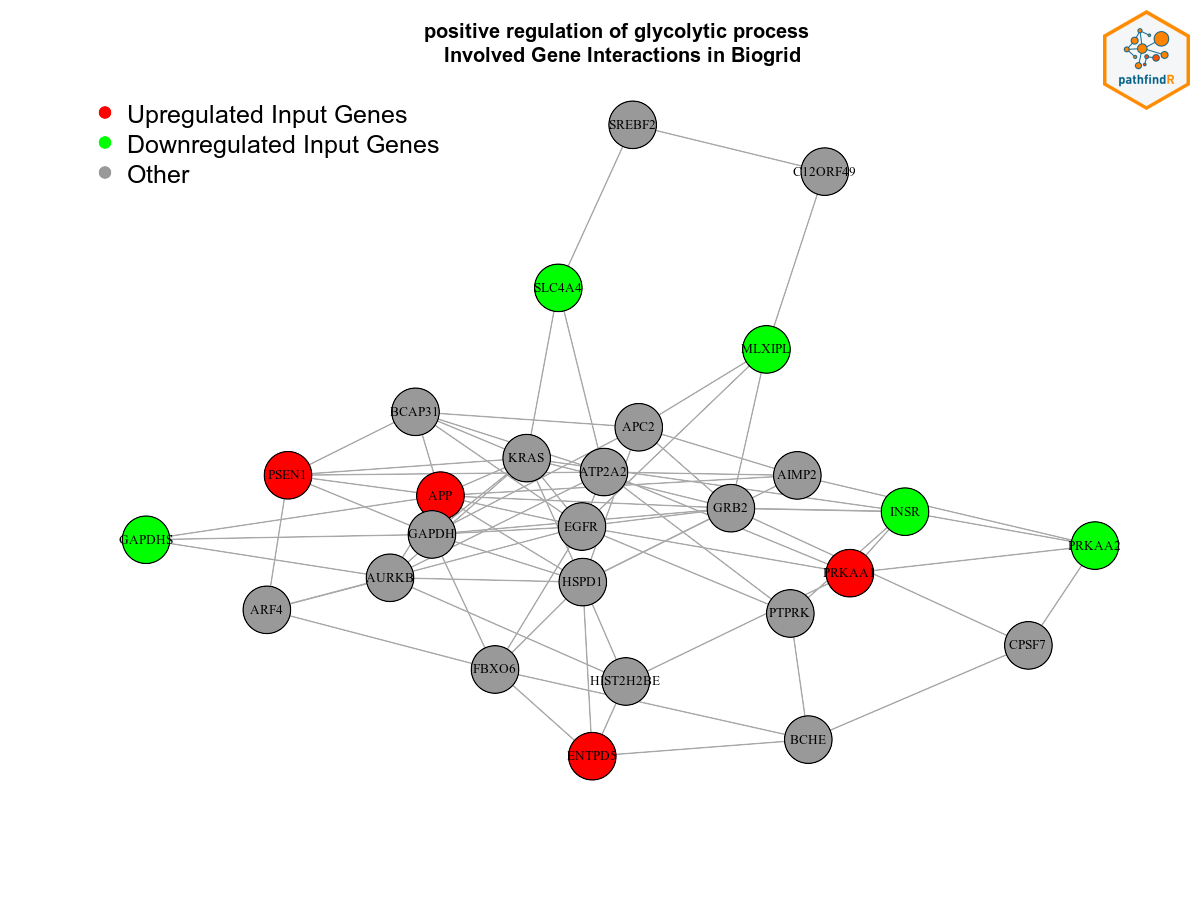 positive regulation of glycolytic process
Involved Gene Interactions in Biogrid
pathfindR
Upregulated Input Genes
Downregulated Input Genes
Other
SREBF2
C12ORF49
SLC4A4
MLXIPL
BCAP31
APC2
KRAS
ATP2A2
AIMP2
PSEN1
APP
GRB2
INSR
GAPDHS
GAPDH
EGFR
PRKAA2
AURKB
HSPD1
PRKAA1
ARF4
PTPRK
CPSF7
FBXO6
HIST2H2BE
BCHE
ENTPD5